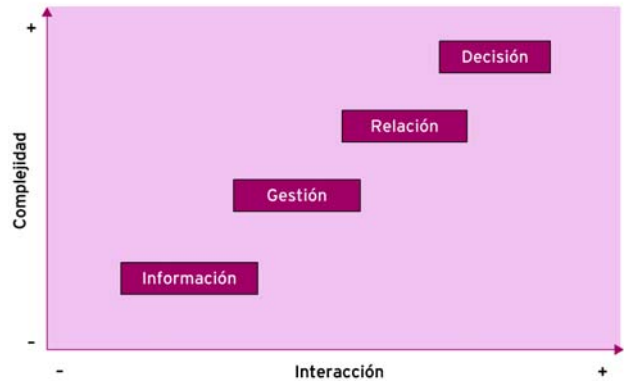 +
Decisión
Relación
Complejidad
Gestión
Información
-
-
Interacción
+